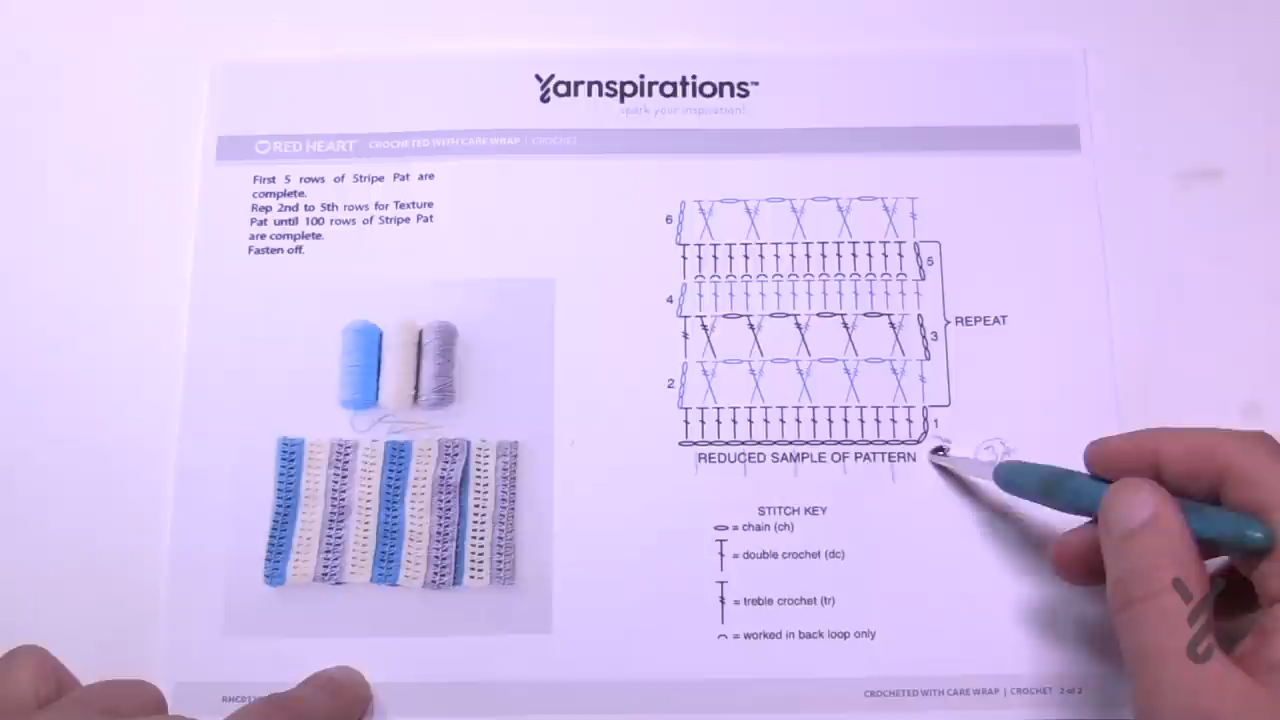 Yarnspirations™
spark your inspiration!
RED HEART CROCHETED WITH CARE WRAP | CROCHET
First 5 rows of Stripe Pat are
complete.
Rep 2nd to 5th rows for Texture
Pat until 100 rows of Stripe Pat
are complete.
Fasten off.
6
5
4
REPEAT
3
2
1
REDUCED SAMPLE OF PATTERN
STITCH KEY
= chain (ch)
= double crochet (dc)
= treble crochet (tr)
= worked in back loop only
CROCHETED WITH CARE WRAP | CROCHET 2 of 2